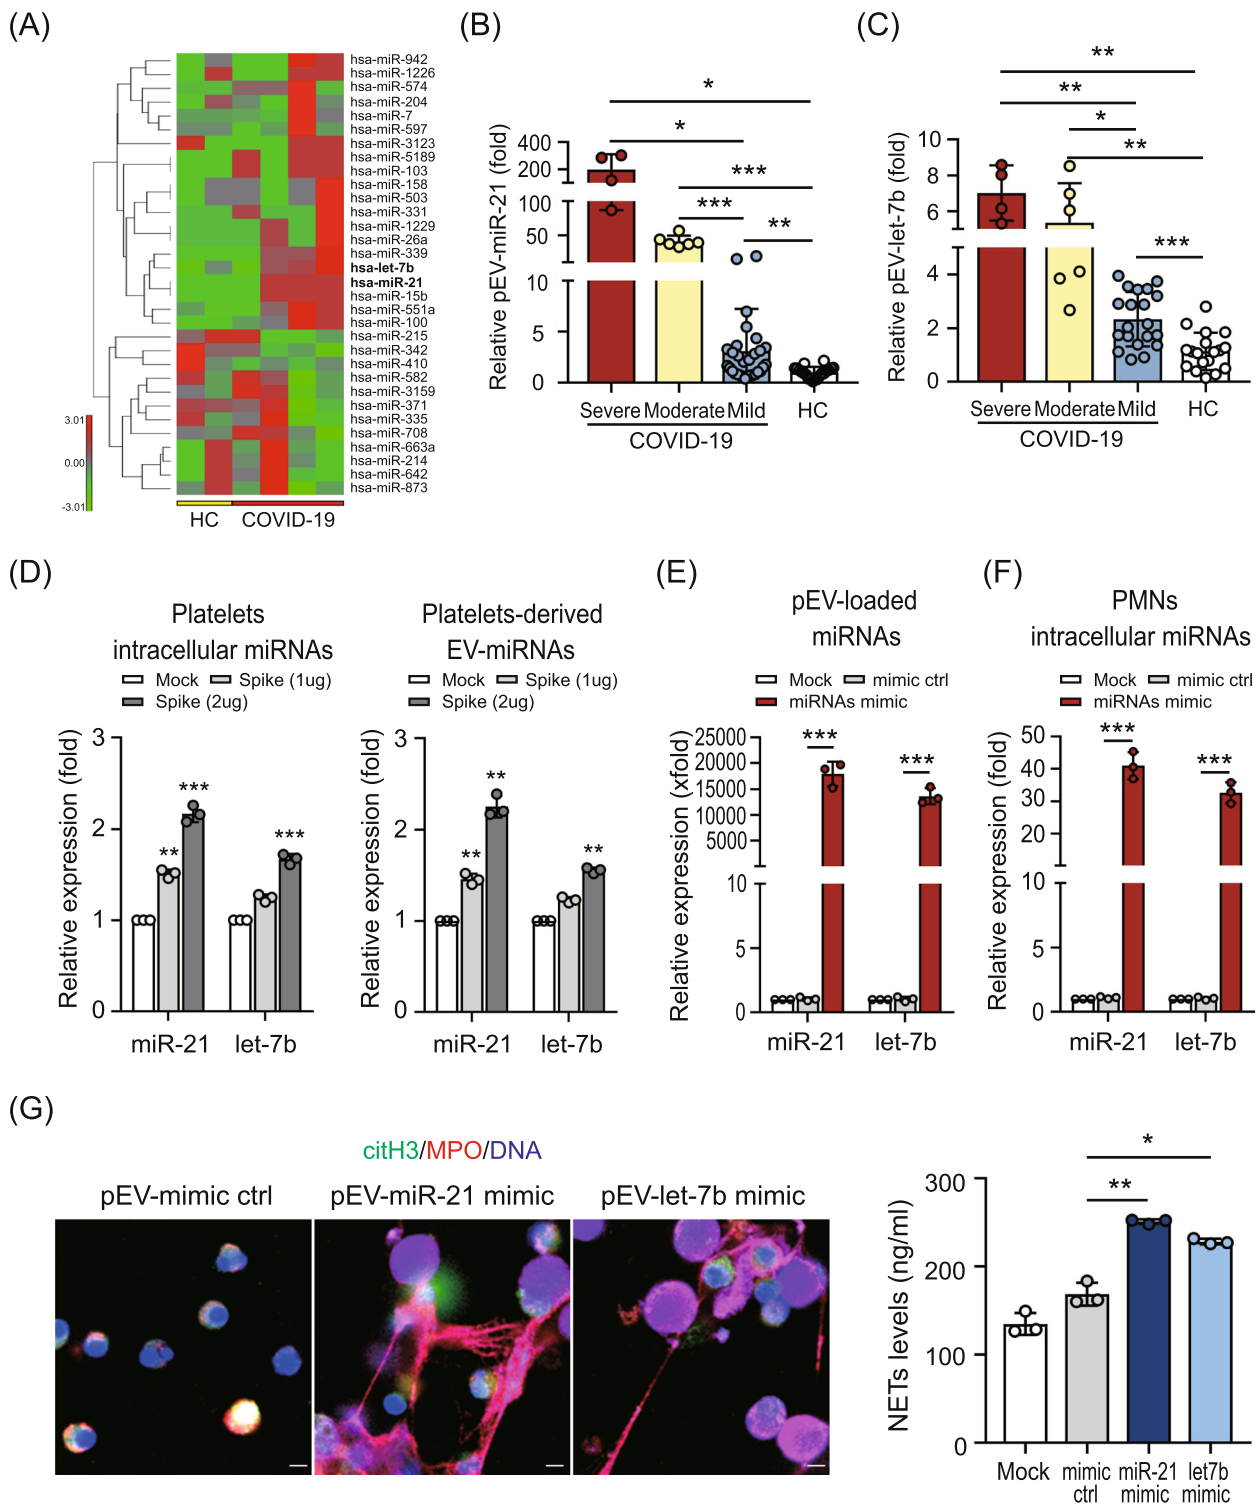 (A)
hsa-miR-942
hsa-miR-1226
hsa-miR-574
hsa-miR-204
hsa-miR-7
hsa-miR-597
hsa-miR-3123
hsa-miR-5189
hsa-miR-103
hsa-miR-158
hsa-miR-503
hsa-miR-331
hsa-miR-1229
hsa-miR-26a
hsa-miR-339
hsa-let-7b
hsa-miR-21
hsa-miR-15b
hsa-miR-551a
hsa-miR-100
hsa-miR-215
hsa-miR-342
hsa-miR-410
hsa-miR-582
hsa-miR-3159
hsa-miR-371
hsa-miR-335
hsa-miR-708
hsa-miR-663a
hsa-miR-214
hsa-miR-642
hsa-miR-873
3.01
0.00
-3.01
HC COVID-19
(B)
Relative pEV-miR-21 (fold)
400
200
100
50
10
5
0
*
*
***
***
**
Severe Moderate Mild HC
COVID-19
(C)
Relative pEV-let-7b (fold)
10
8
6
4
2
0
**
**
*
**
***
Severe Moderate Mild HC
COVID-19
(D)
Platelets
intracellular miRNAs
Mock Spike (1ug)
Spike (2ug)
Relative expression (fold)
3
2
1
0
**
***
***
miR-21 let-7b
Platelets-derived
EV-miRNAs
Mock Spike (1ug)
Spike (2ug)
Relative expression (fold)
3
2
1
0
**
**
**
miR-21 let-7b
(E)
pEV-loaded
miRNAs
Mock mimic ctrl
miRNAs mimic
Relative expression (xfold)
25000
20000
15000
10000
5000
10
5
0
***
***
miR-21 let-7b
(F)
PMNs
intracellular miRNAs
Mock mimic ctrl
miRNAs mimic
Relative expression (fold)
50
40
30
20
10
5
0
***
***
miR-21 let-7b
(G)
citH3/MPO/DNA
pEV-mimic ctrl pEV-miR-21 mimic pEV-let-7b mimic
NETs levels (ng/ml)
300
200
100
0
*
**
Mock mimic ctrl miR-21 mimic let7b mimic